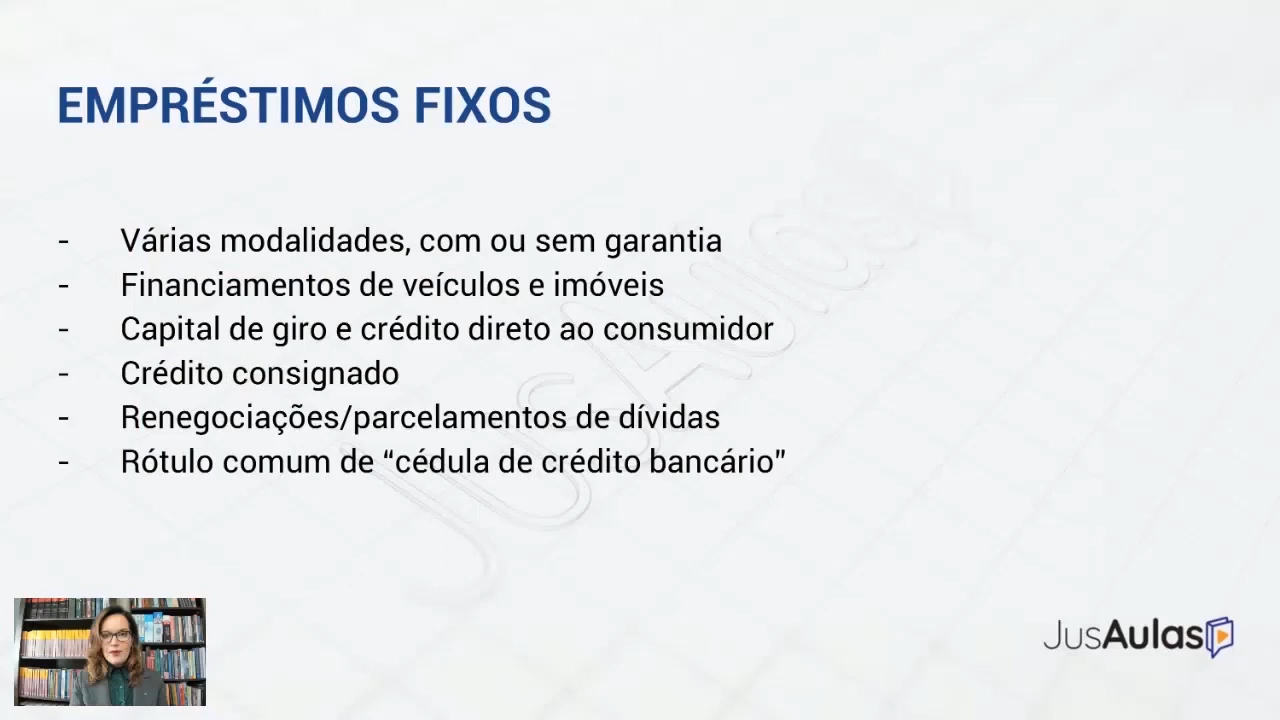 EMPRÉSTIMOS FIXOS
- Várias modalidades, com ou sem garantia
- Financiamentos de veículos e imóveis
- Capital de giro e crédito direto ao consumidor
- Crédito consignado
- Renegociações/parcelamentos de dívidas
- Rótulo comum de “cédula de crédito bancário”
JusAulas
JusAulas